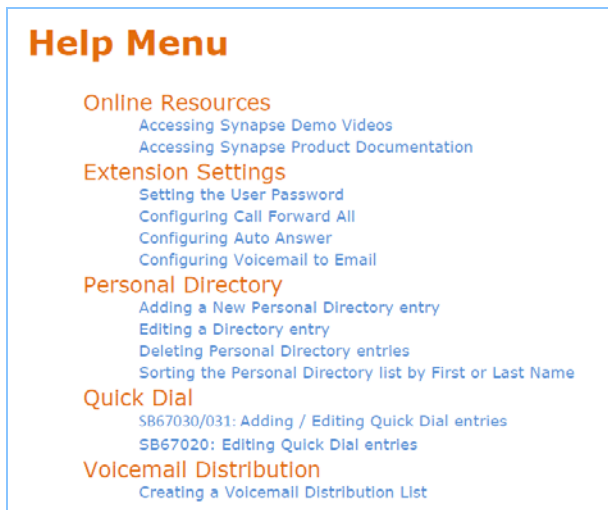 Help Menu
Online Resources
Accessing Synapse Demo Videos
Accessing Synapse Product Documentation
Extension Settings
Setting the User Password
Configuring Call Forward All
Configuring Auto Answer
Configuring Voicemail to Email
Personal Directory
Adding a New Personal Directory entry
Editing a Directory entry
Deleting Personal Directory entries
Sorting the Personal Directory list by First or Last Name
Quick Dial
SB67030/031: Adding / Editing Quick Dial entries
SB67020: Editing Quick Dial entries
Voicemail Distribution
Creating a Voicemail Distribution List